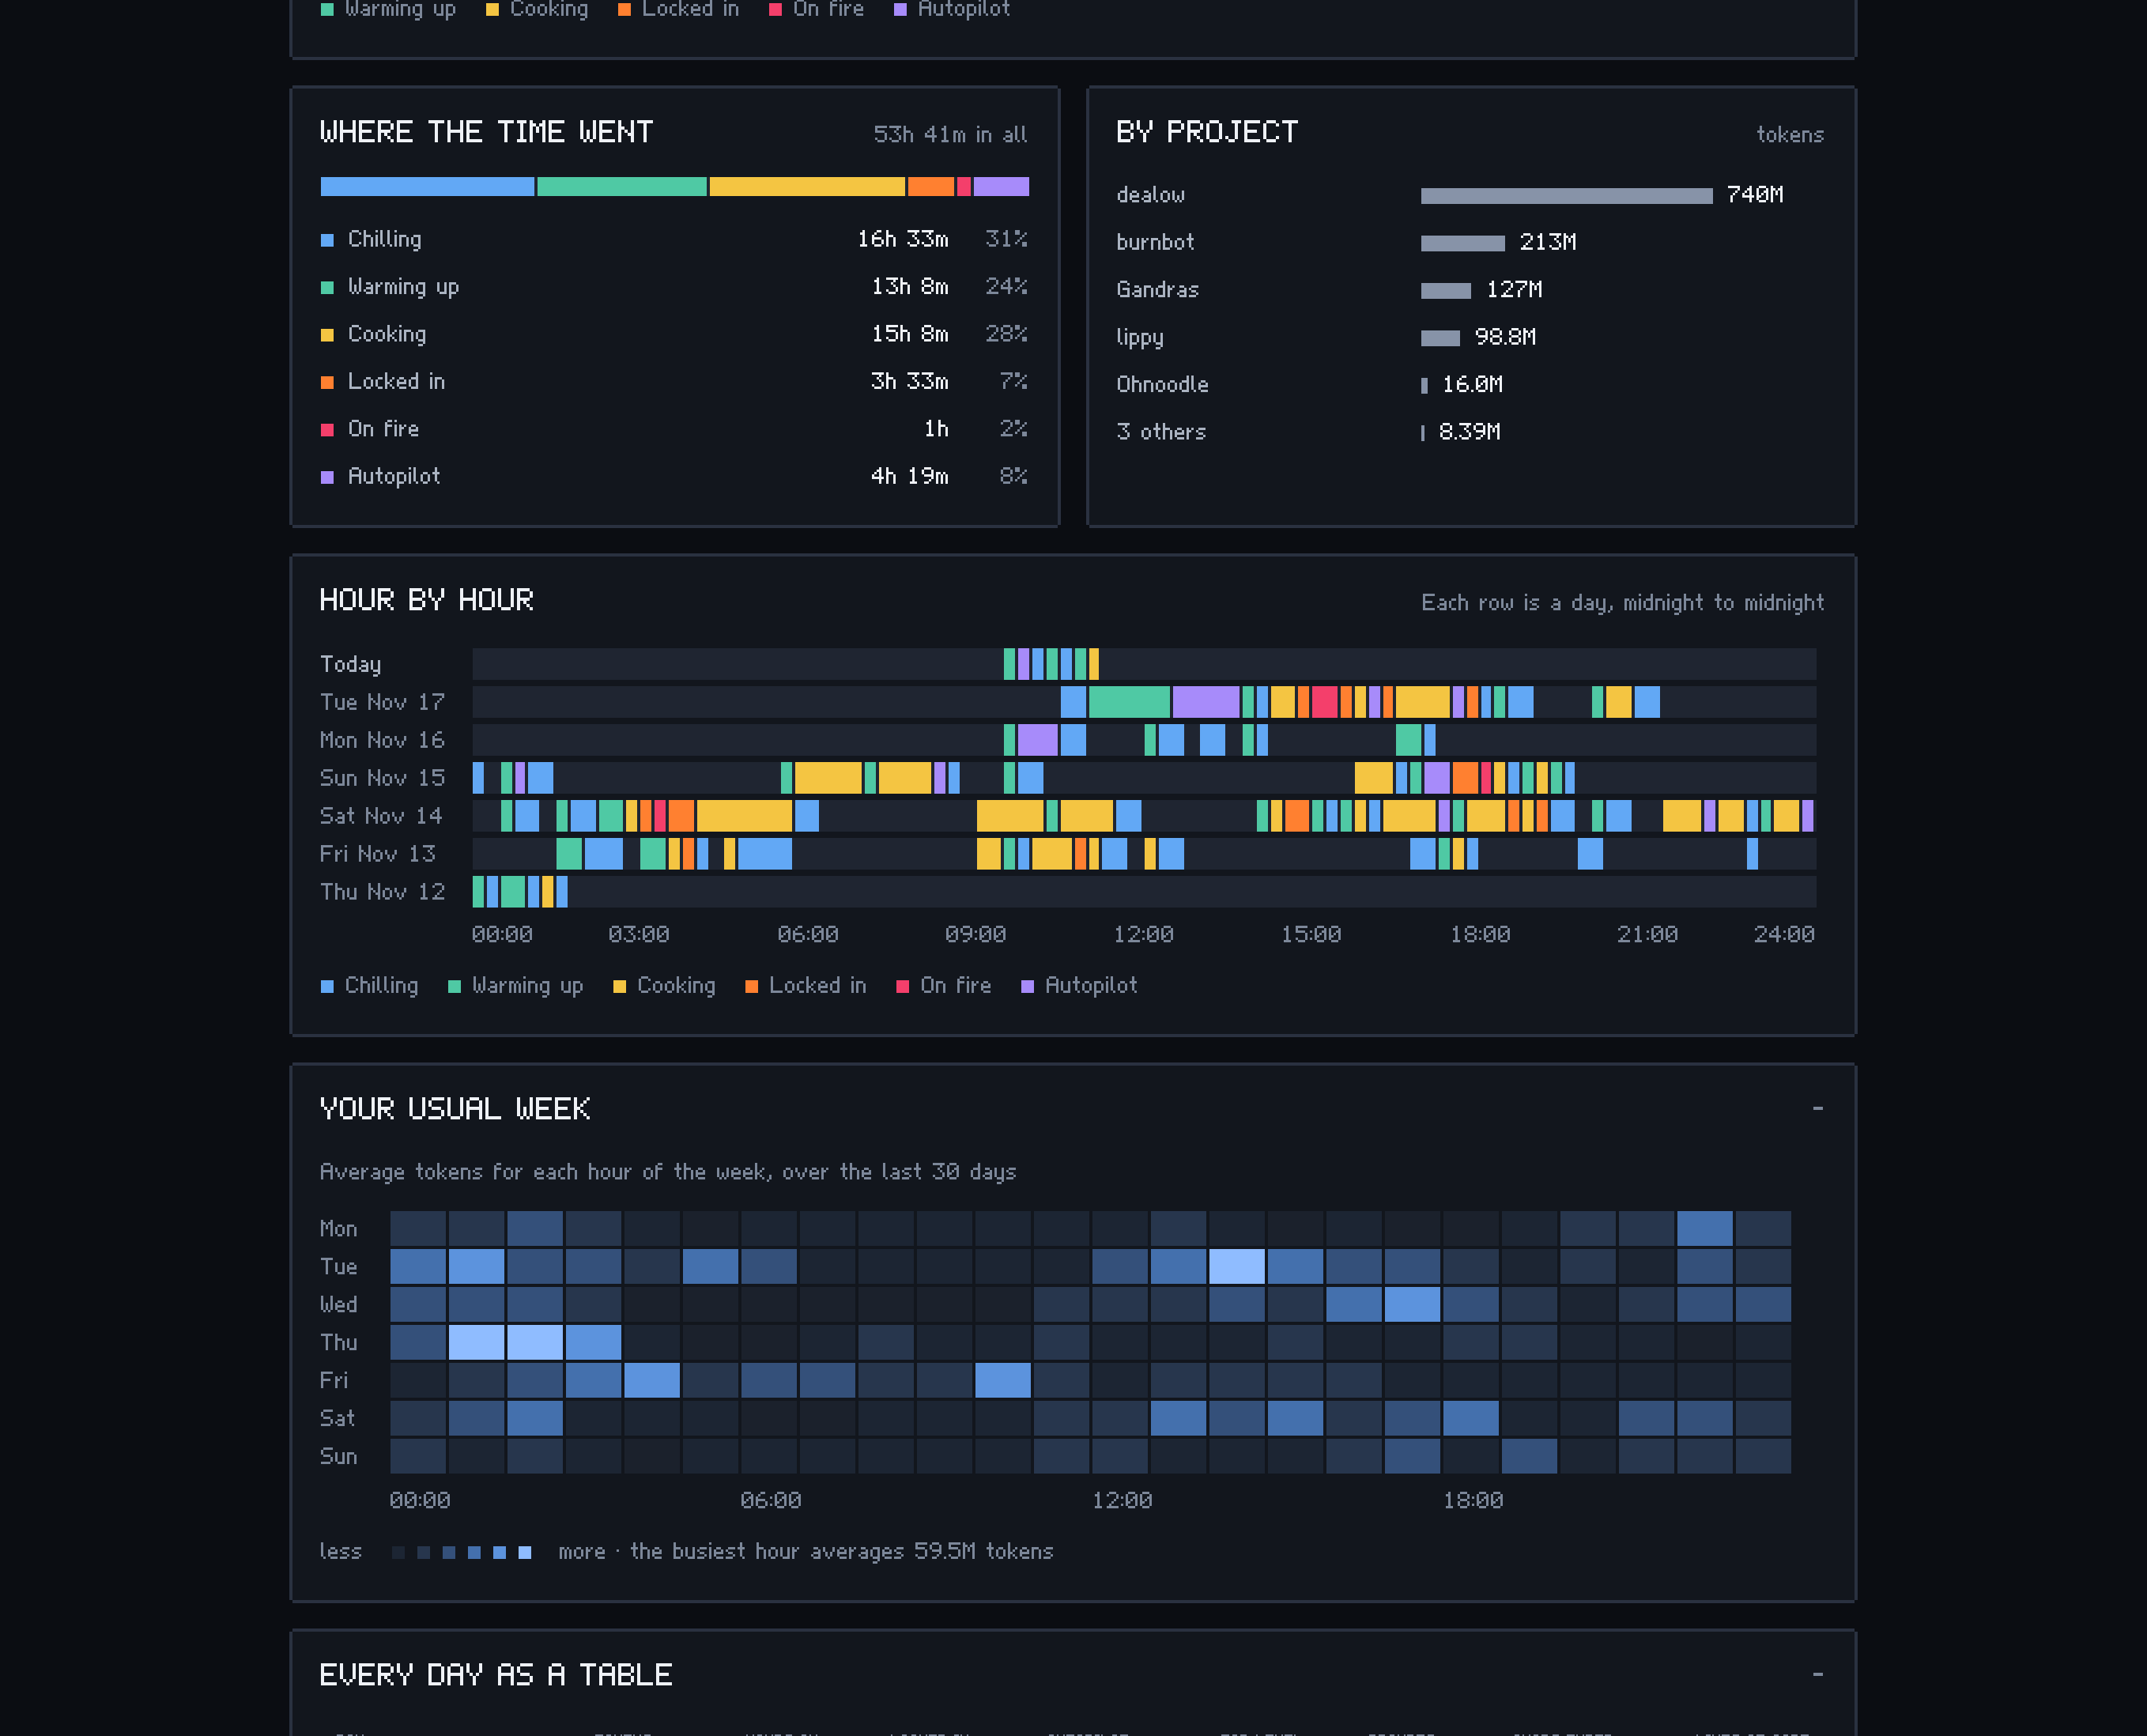 Warming up Cooking Locked in On fire Autopilot
WHERE THE TIME WENT 53h 41m in all
Chilling 16h 33m 31%
Warming up 13h 8m 24%
Cooking 15h 8m 28%
Locked in 3h 33m 7%
On fire 1h 2%
Autopilot 4h 19m 8%
BY PROJECT tokens
dealow 740M
burnbot 213M
Gandras 127M
lippy 98.8M
Ohnoodle 16.0M
3 others 8.39M
HOUR BY HOUR Each row is a day, midnight to midnight
Today
Tue Nov 17
Mon Nov 16
Sun Nov 15
Sat Nov 14
Fri Nov 13
Thu Nov 12
00:00 03:00 06:00 09:00 12:00 15:00 18:00 21:00 24:00
Chilling Warming up Cooking Locked in On fire Autopilot
YOUR USUAL WEEK -
Average tokens for each hour of the week, over the last 30 days
Mon
Tue
Wed
Thu
Fri
Sat
Sun
00:00 06:00 12:00 18:00
less more · the busiest hour averages 59.5M tokens
EVERY DAY AS A TABLE -